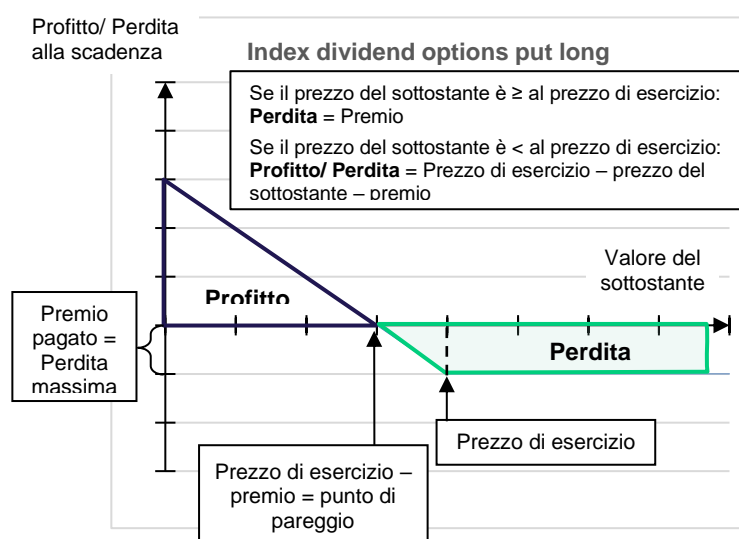 Profitto/ Perdita
alla scadenza
Index dividend options put long
Se il prezzo del sottostante è ≥ al prezzo di esercizio:
Perdita = Premio
Se il prezzo del sottostante è < al prezzo di esercizio:
Profitto/ Perdita = Prezzo di esercizio – prezzo del
sottostante – premio
Valore del
sottostante
Profitto
Premio
pagato =
Perdita
massima
Perdita
Prezzo di esercizio
Prezzo di esercizio –
premio = punto di
pareggio